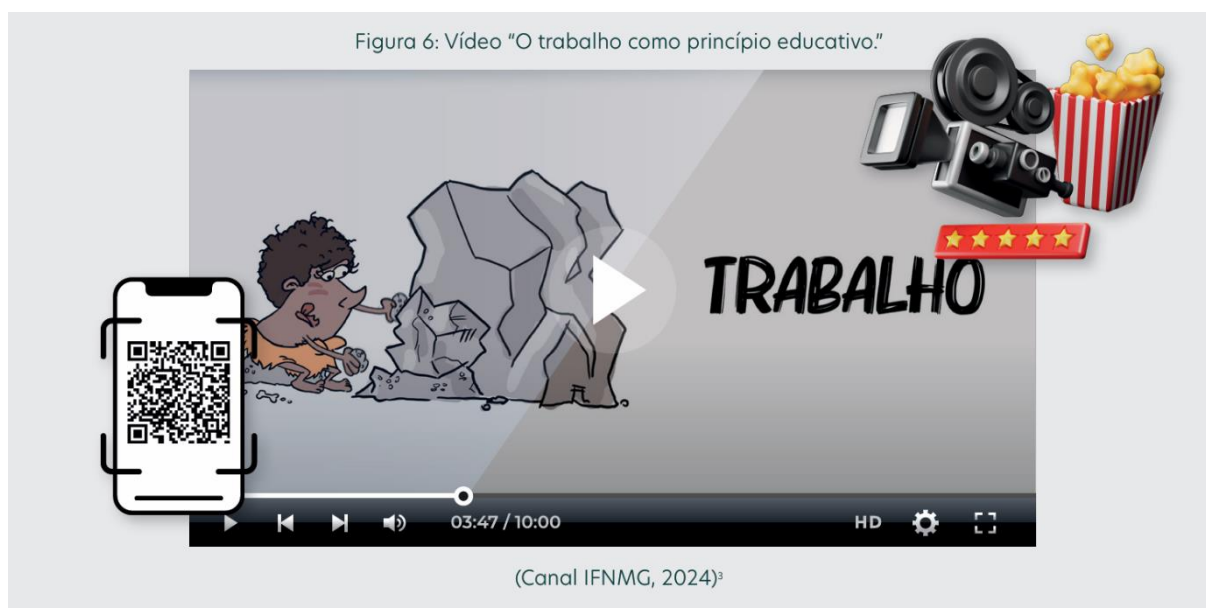 Figura 6: Vídeo “O trabalho como princípio educativo.”
TRABALHO
03:47 / 10:00
HD
(Canal IFNMG, 2024)³